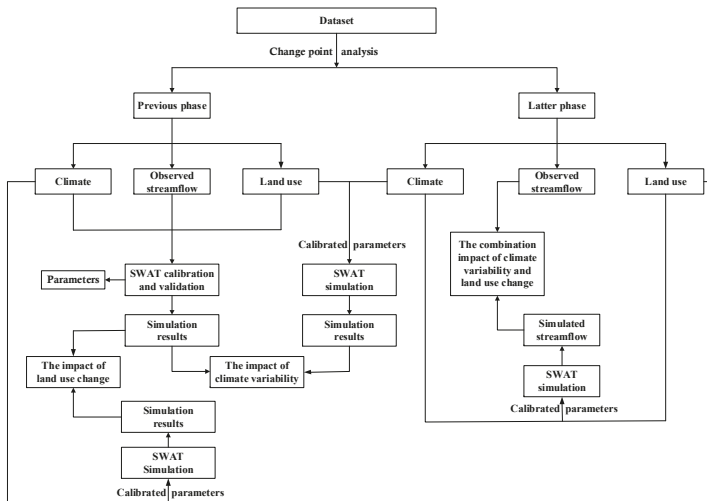 Dataset
Change point analysis
Previous phase
Latter phase
Climate
Observed
streamflow
Land use
Climate
Observed
streamflow
Land use
Calibrated parameters
The combination
impact of climate
variability and
land use change
Parameters
SWAT calibration
and validation
SWAT
simulation
Simulation
results
Simulation
results
Simulated
streamflow
The impact of
land use change
The impact of
climate variability
SWAT
simulation
Calibrated parameters
Simulation
results
SWAT
Simulation
Calibrated parameters